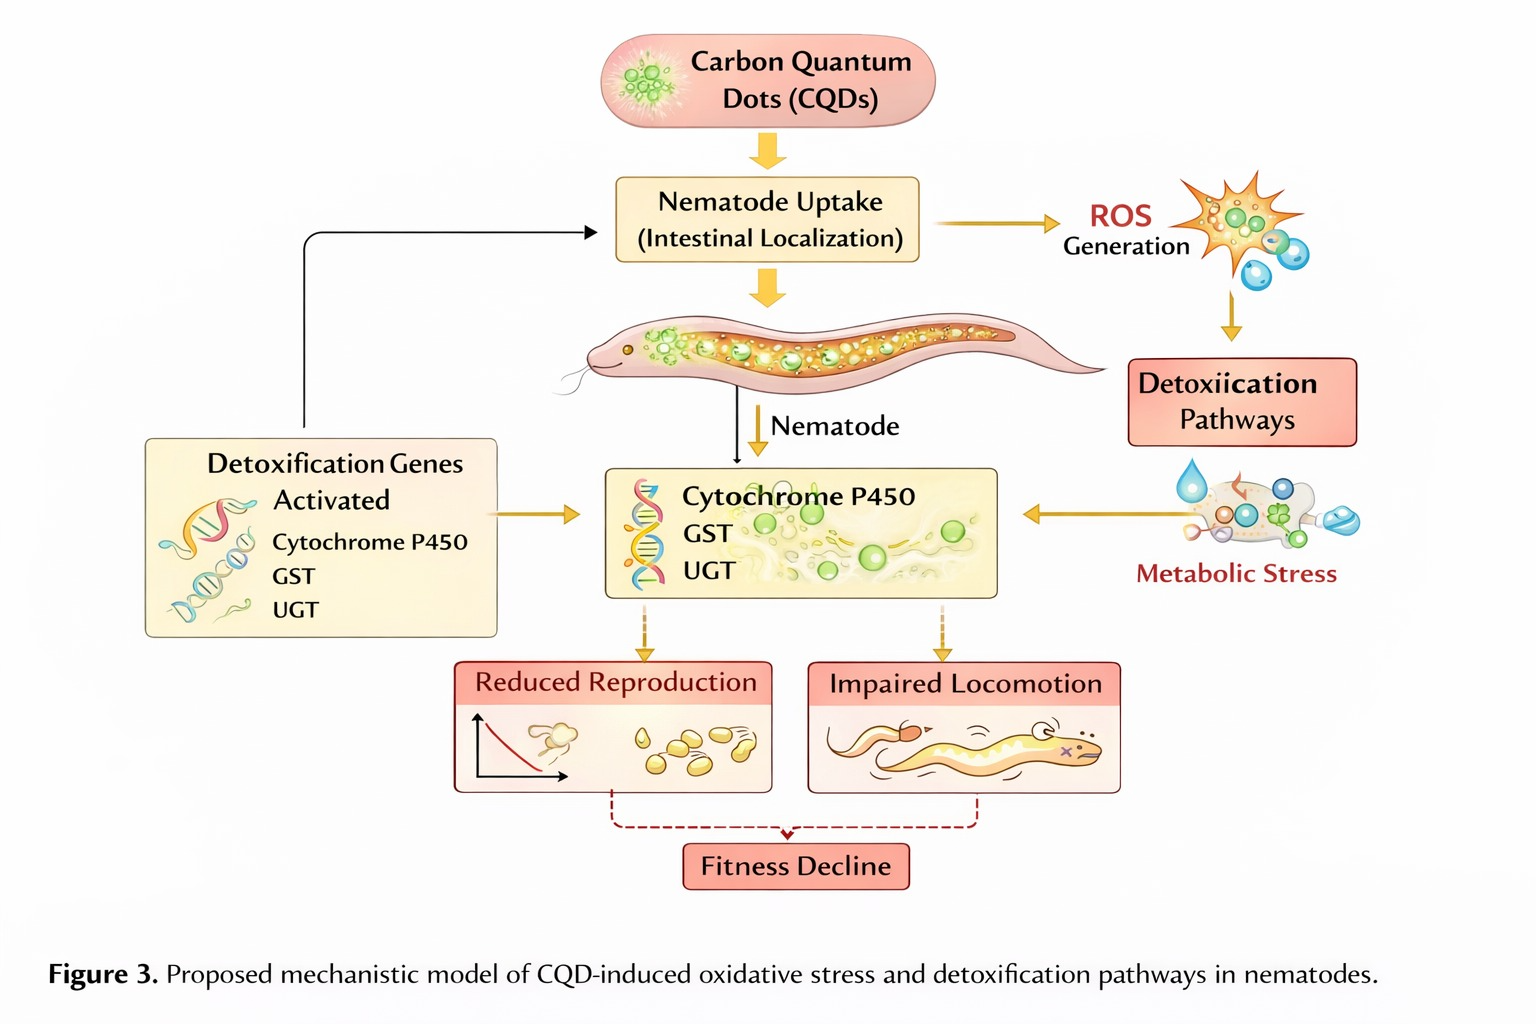 Carbon Quantum
Dots (CQDs)
Nematode Uptake
(Intestinal Localization)
ROS
Generation
Detoxiication
Pathways
Nematode
Detoxification Genes
Activated
Cytochrome P450
GST
UGT
Cytochrome P450
GST
UGT
Metabolic Stress
Reduced Reproduction
Impaired Locomotion
Fitness Decline
Figure 3. Proposed mechanistic model of CQD-induced oxidative stress and detoxification pathways in nematodes.